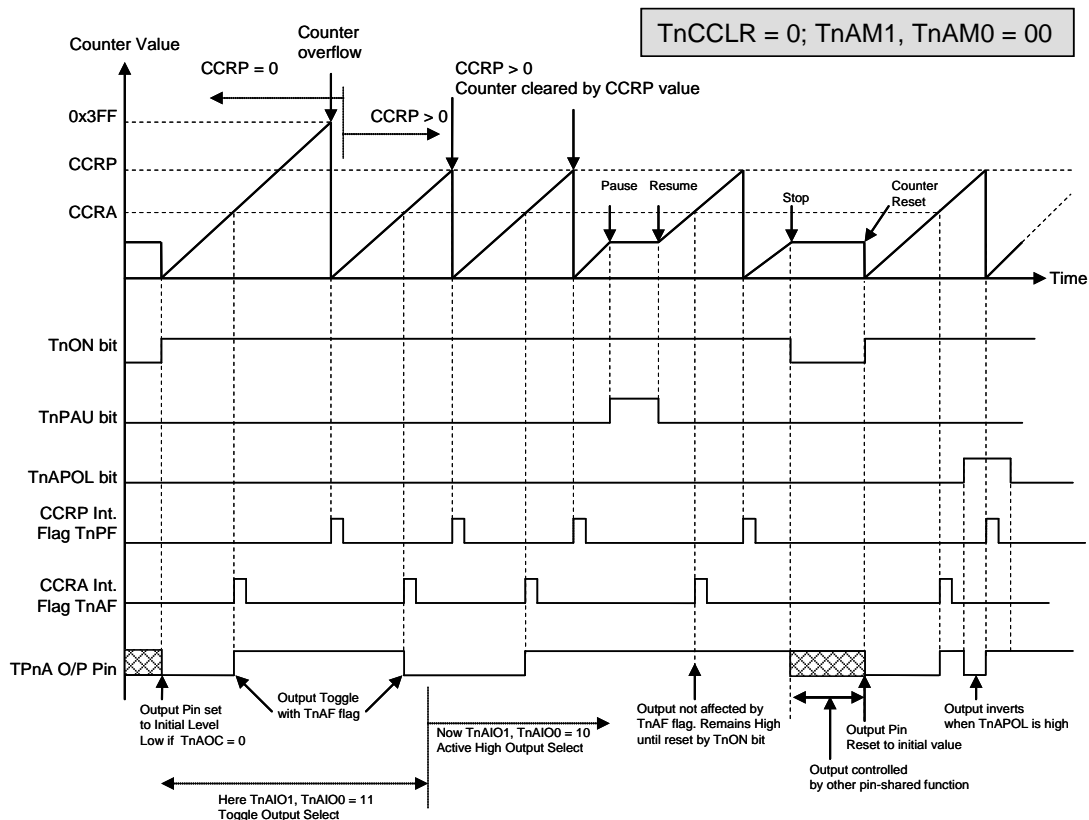 TnCCLR = 0; TnAM1, TnAM0 = 00
Counter Value
Counter
overflow
CCRP = 0
CCRP > 0
CCRP > 0
Counter cleared by CCRP value
0x3FF
CCRP
CCRA
Pause
Resume
Stop
Counter
Reset
Time
TnON bit
TnPAU bit
TnAPOL bit
CCRP Int.
Flag TnPF
CCRA Int.
Flag TnAF
TPnA O/P Pin
Output Pin set
to Initial Level
Low if TnAOC = 0
Output Toggle
with TnAF flag
Now TnAIO1, TnAIO0 = 10
Active High Output Select
Here TnAIO1, TnAIO0 = 11
Toggle Output Select
Output not affected by
TnAF flag. Remains High
until reset by TnON bit
Output Pin
Reset to initial value
Output controlled
by other pin-shared function
Output inverts
when TnAPOL is high